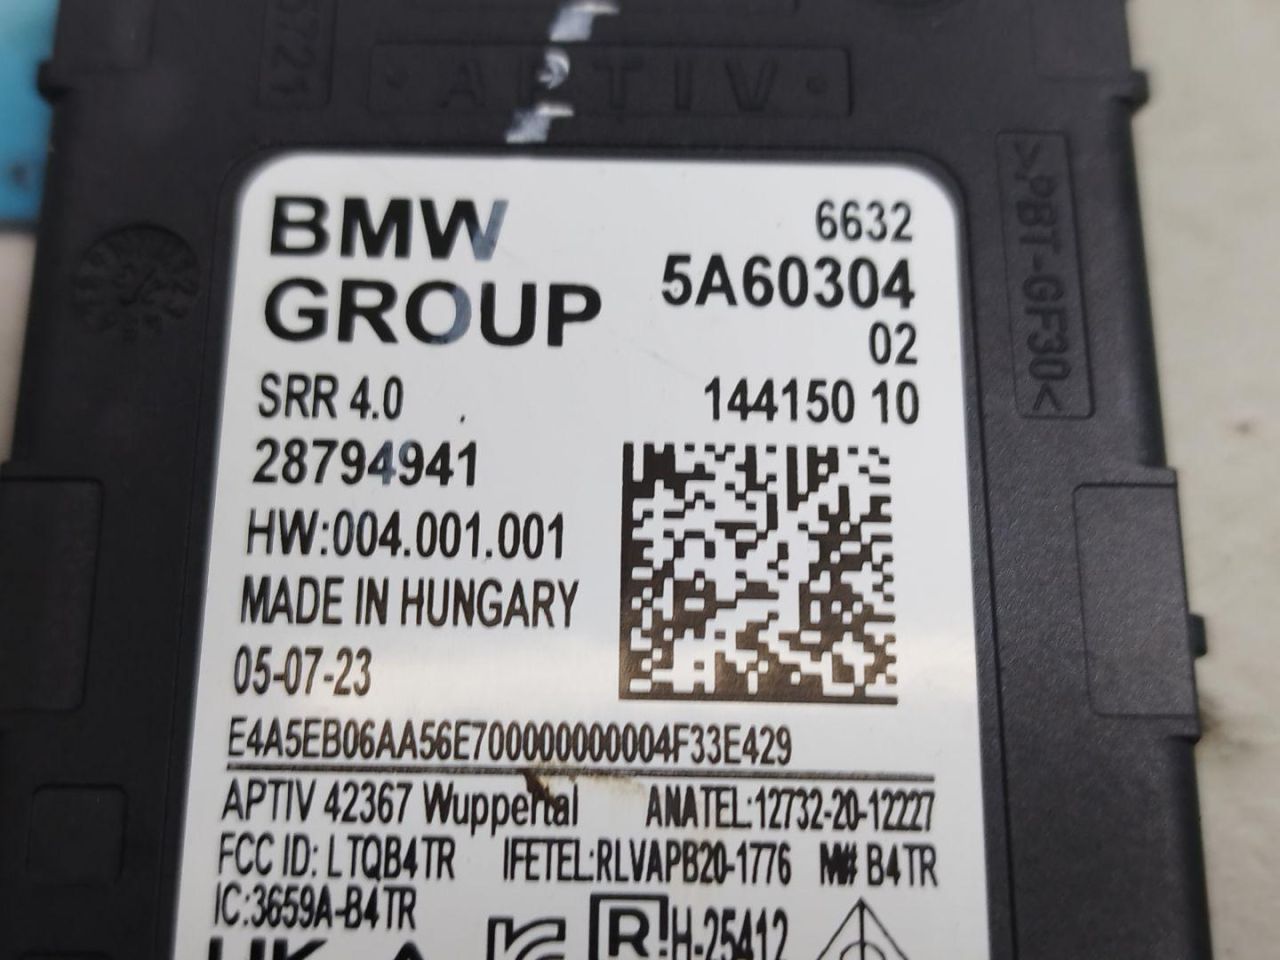 APTIV
>PBT-GF30<
BMW GROUP
6632
5A60304
02
SRR 4.0
144150 10
28794941
HW:004.001.001
MADE IN HUNGARY
05-07-23
E4A5EB06AA56E700000000004F33E429
APTIV 42367 Wuppertal ANATEL:12732-20-12227
FCC ID: LTQB4TR IFETEL:RLVAPB20-1776 M# B4TR
IC:3659A-B4TR
R H-25412